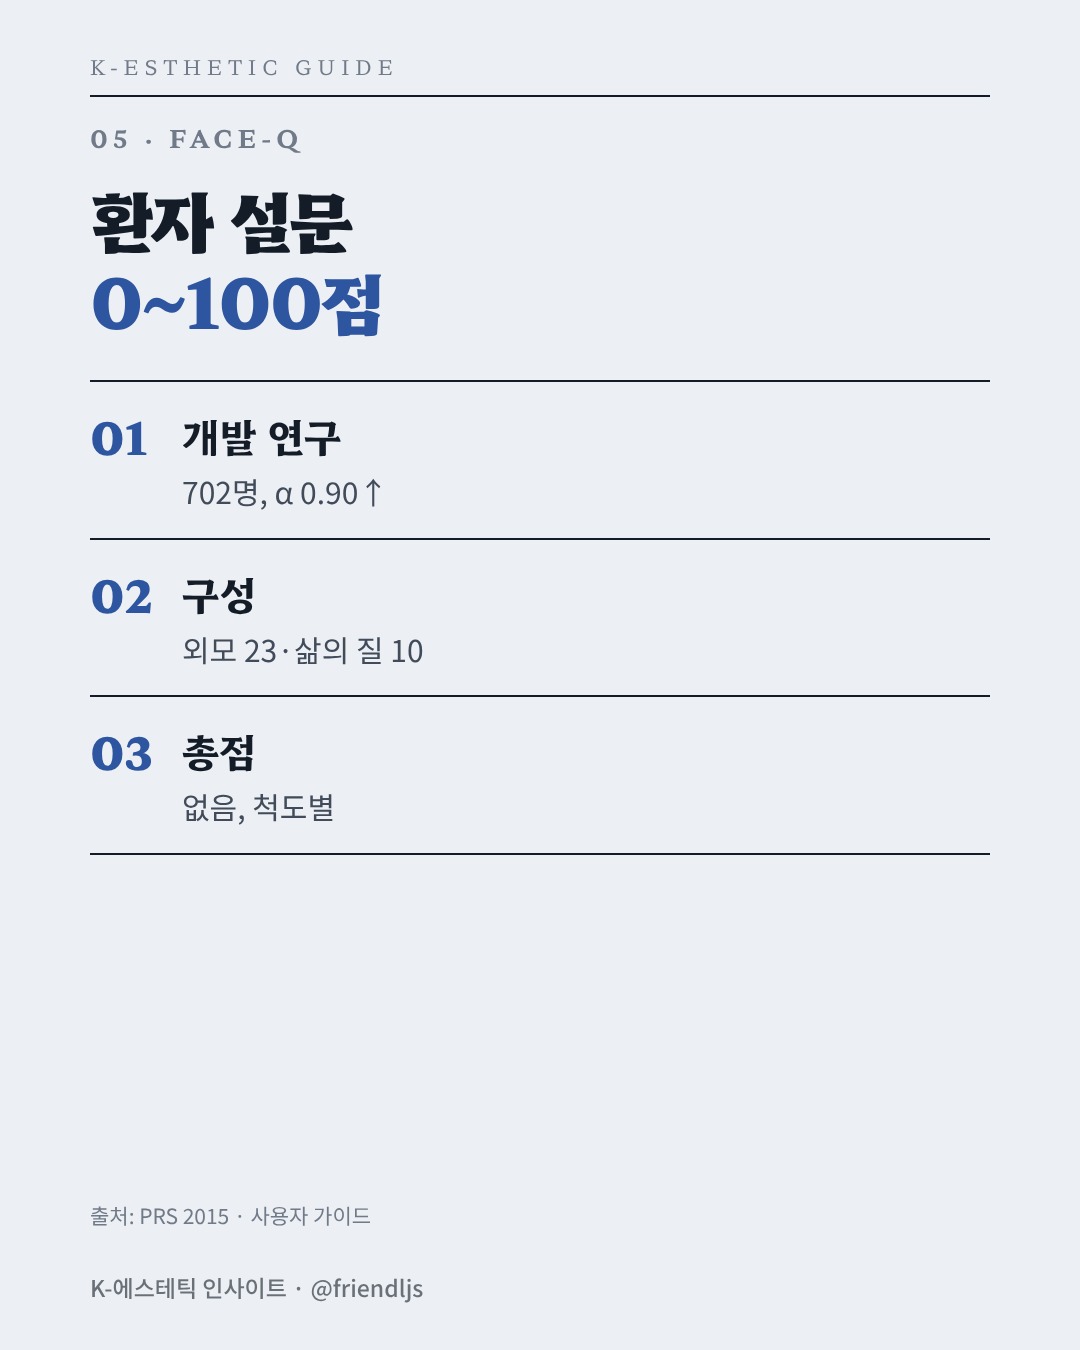 K-ESTHETIC GUIDE
05 · FACE-Q
환자 설문
0~100점
01 개발 연구
702명, α 0.90↑
02 구성
외모 23·삶의 질 10
03 총점
없음, 척도별
출처: PRS 2015 · 사용자 가이드
K-에스테틱 인사이트 · @friendljs